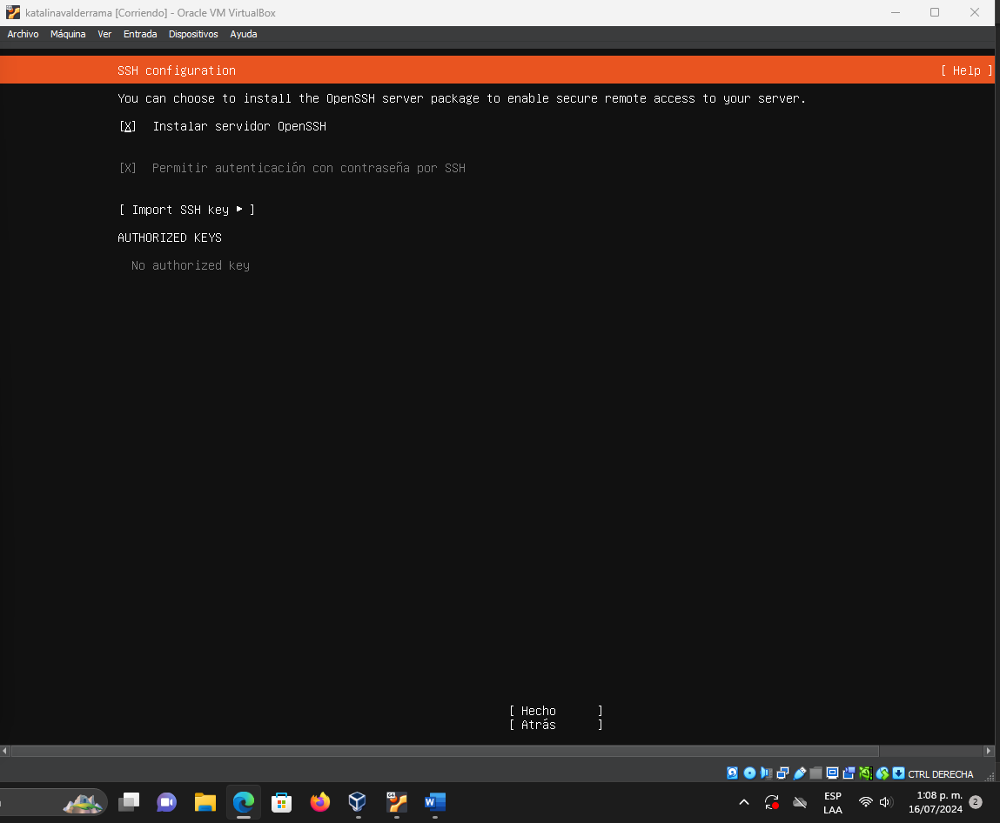 katalinavalderrama [Corriendo] - Oracle VM VirtualBox
Archivo Máquina Ver Entrada Dispositivos Ayuda
SSH configuration [ Help ]
You can choose to install the OpenSSH server package to enable secure remote access to your server.
[X] Instalar servidor OpenSSH
[X] Permitir autenticación con contraseña por SSH
[ Import SSH key ▸ ]
AUTHORIZED KEYS
No authorized key
[ Hecho ]
[ Atrás ]
CTRL DERECHA
ESP
LAA
1:08 p. m.
16/07/2024
2